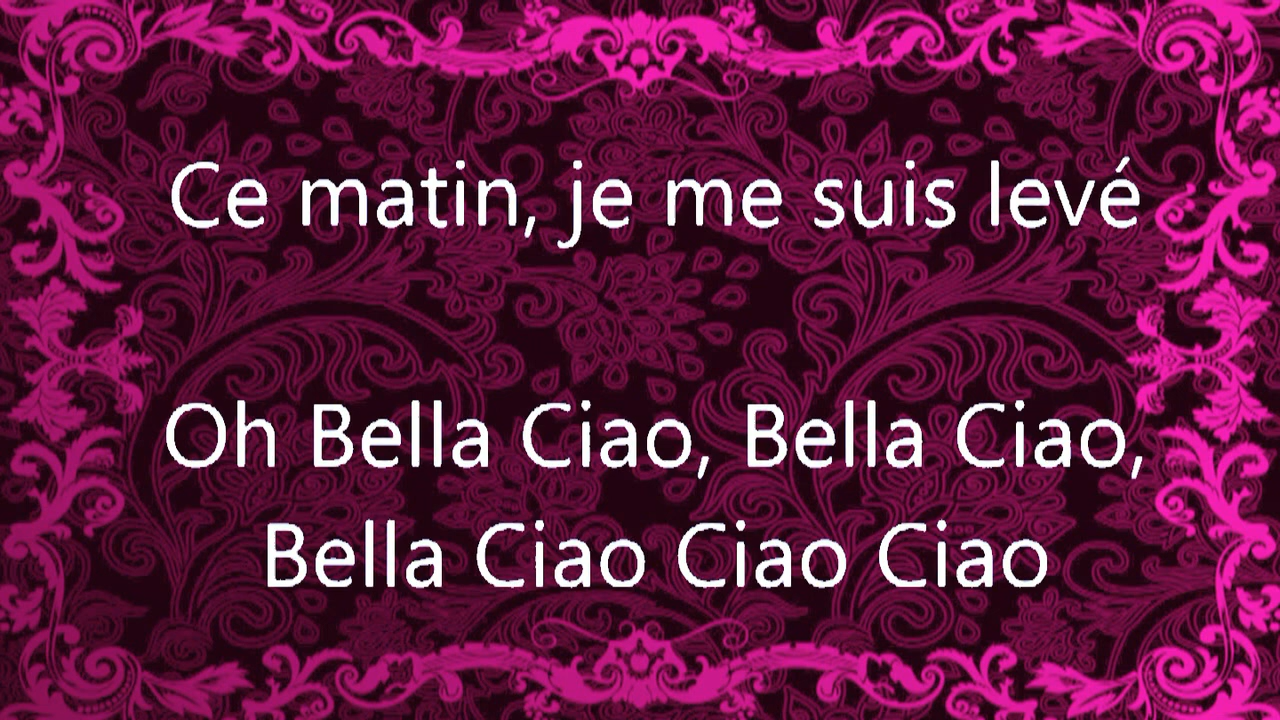 Ce matin, je me suis levé
Oh Bella Ciao, Bella Ciao,
Bella Ciao Ciao Ciao